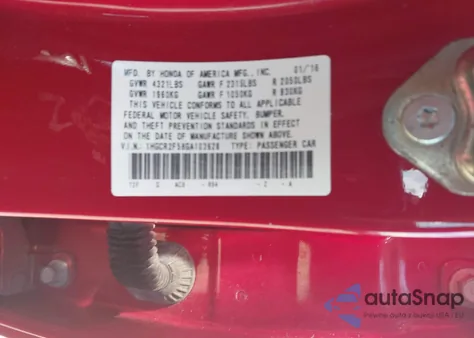 MFD. BY HONDA OF AMERICA MFG., INC. 01/16
GVWR 4321LBS GAWR F 2315LBS R 2050LBS
GVWR 1960KG GAWR F 1050KG R 930KG
THIS VEHICLE CONFORMS TO ALL APPLICABLE
FEDERAL MOTOR VEHICLE SAFETY, BUMPER,
AND THEFT PREVENTION STANDARDS IN EFFECT
ON THE DATE OF MANUFACTURE SHOWN ABOVE.
V.I.N. 1HGCR2F58GA103628 TYPE: PASSENGER CAR
autoSnap